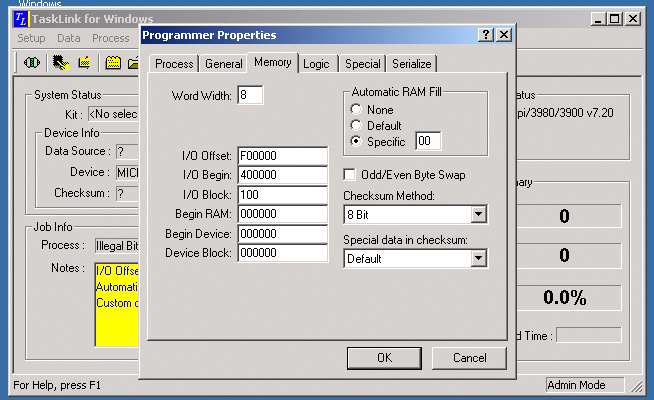 Windows
TaskLink for Windows
Setup Data Process
Programmer Properties
Process General Memory Logic Special Serialize
System Status
Kit : <No selec
Device Info
Data Source : ?
Device : MIC
Checksum : ?
Job Info
Process : Illegal Bit
Notes : I/O Offse
Automati
Custom
Word Width: 8
I/O Offset: F00000
I/O Begin: 400000
I/O Block: 100
Begin RAM: 000000
Begin Device: 000000
Device Block: 000000
Automatic RAM Fill
None
Default
Specific 00
Odd/Even Byte Swap
Checksum Method:
8 Bit
Special data in checksum:
Default
OK Cancel
tatus
pi/3980/3900 v7.20
mary
0
0
0.0%
d Time :
For Help, press F1
Admin Mode